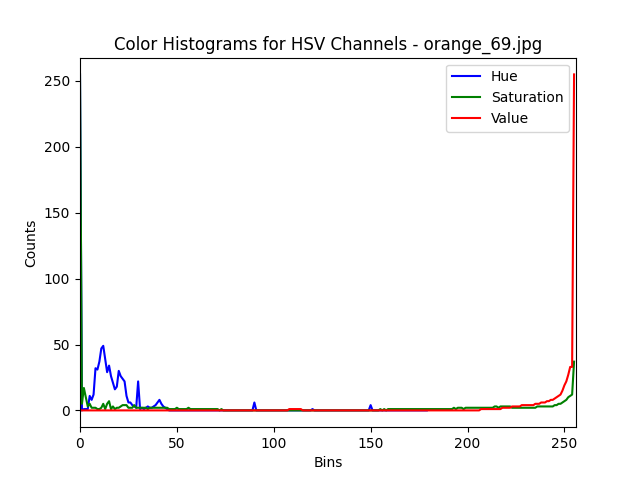 Color Histograms for HSV Channels - orange_69.jpg
Hue
Saturation
Value
250
200
150
100
50
0
Counts
0 50 100 150 200 250
Bins